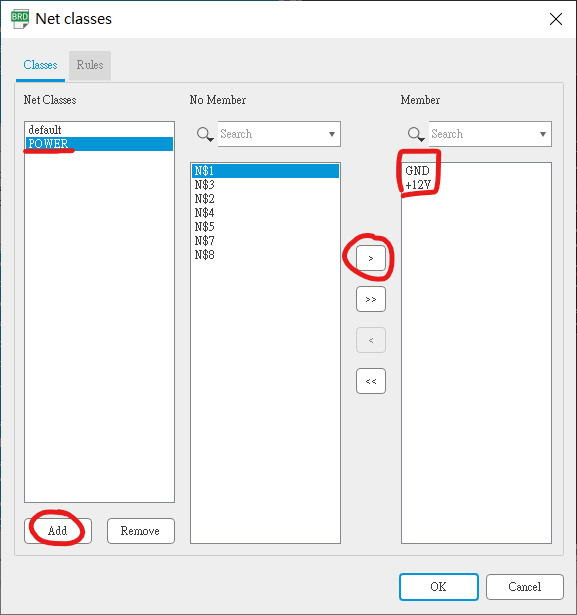 BRD
Net classes
Classes
Rules
Net Classes
No Member
Member
Search
Search
default
POWER
N$1
N$3
N$2
N$4
N$5
N$7
N$8
GND
+12V
>
>>
<
<<
Add
Remove
OK
Cancel